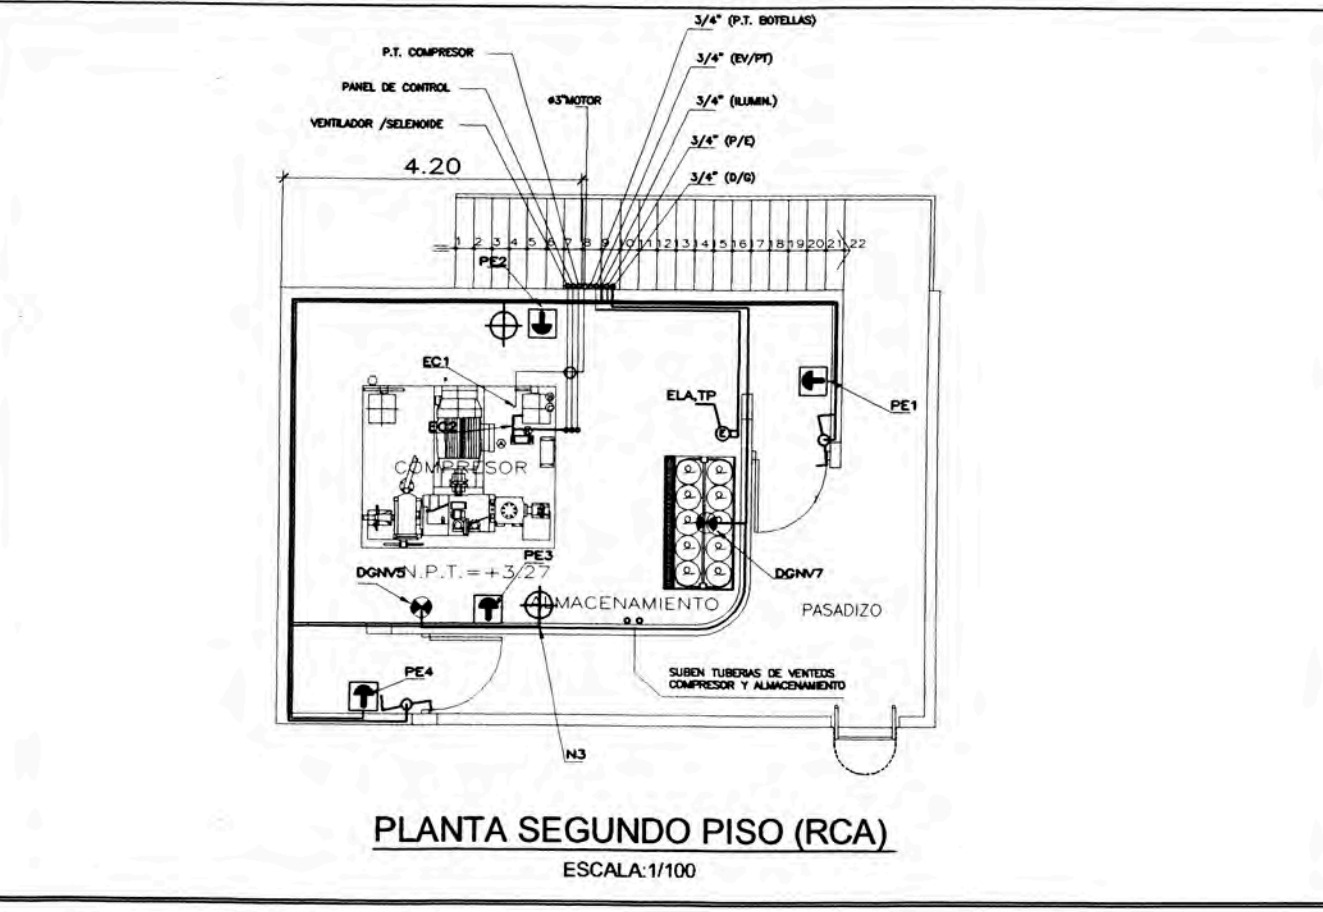 3/4" (P.T. BOTELLAS)
P.T. COMPRESOR
3/4" (EV/PT)
PANEL DE CONTROL
ø3"MOTOR
3/4" (ILUMIN.)
VENTILADOR /SELENOIDE
3/4" (P/E)
4.20
3/4" (D/G)
1 2 3 4 5 6 7 8 9 10 11 12 13 14 15 16 17 18 19 20 21 22
PE2
EC1
ELA,TP
PE1
EC2
COMPRESOR
PE3
DGNV5
N.P.T.=+3.27
DGNV7
ALMACENAMIENTO
PASADIZO
PE4
SUBEN TUBERIAS DE VENTEOS
COMPRESOR Y ALMACENAMIENTO
N3
PLANTA SEGUNDO PISO (RCA)
ESCALA:1/100